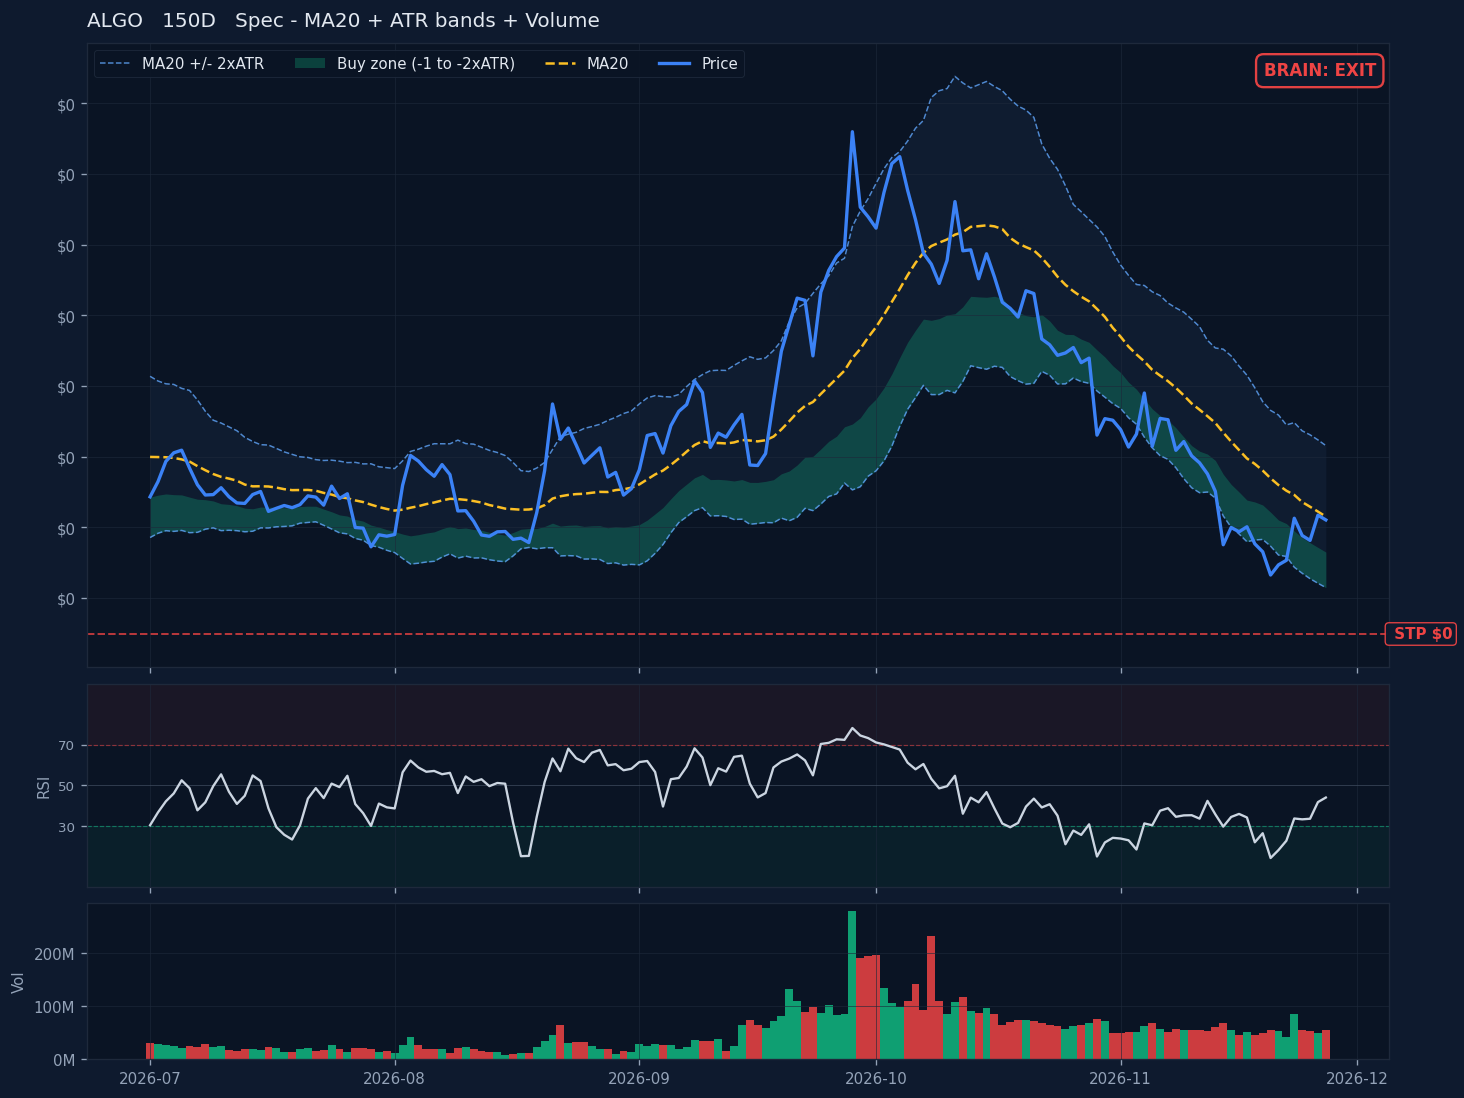 ALGO 150D Spec - MA20 + ATR bands + Volume
MA20 +/- 2xATR Buy zone (-1 to -2xATR) MA20 Price
BRAIN: EXIT
$0
$0
$0
$0
$0
$0
$0
$0
STP $0
RSI
70
50
30
Vol
200M
100M
0M
2026-07 2026-08 2026-09 2026-10 2026-11 2026-12